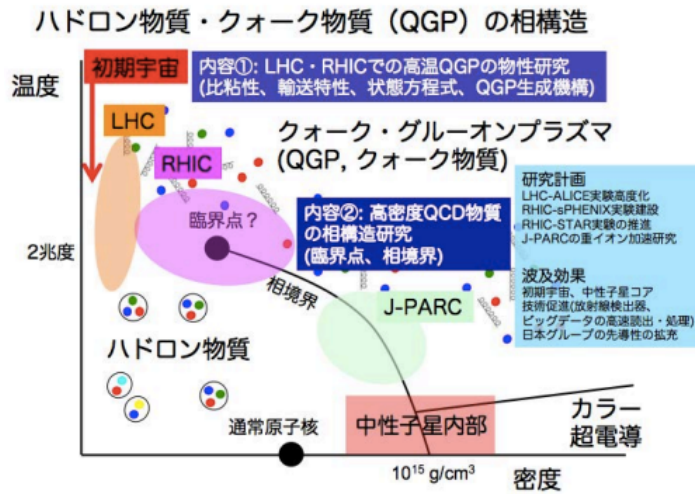 ハドロン物質・クォーク物質（QGP）の相構造
温度
初期宇宙
内容①: LHC・RHICでの高温QGPの物性研究
(比粘性、輸送特性、状態方程式、QGP生成機構)
LHC
RHIC
クォーク・グルーオンプラズマ
(QGP, クォーク物質)
臨界点？
2兆度
内容②: 高密度QCD物質
の相構造研究
(臨界点、相境界)
研究計画
LHC-ALICE実験高度化
RHIC-sPHENIX実験建設
RHIC-STAR実験の推進
J-PARCの重イオン加速研究
波及効果
初期宇宙、中性子星コア
技術促進(放射線検出器、
ビッグデータの高速読出・処理)
日本グループの先導性の拡充
相境界
J-PARC
ハドロン物質
通常原子核
中性子星内部
カラー
超電導
10¹⁵ g/cm³
密度